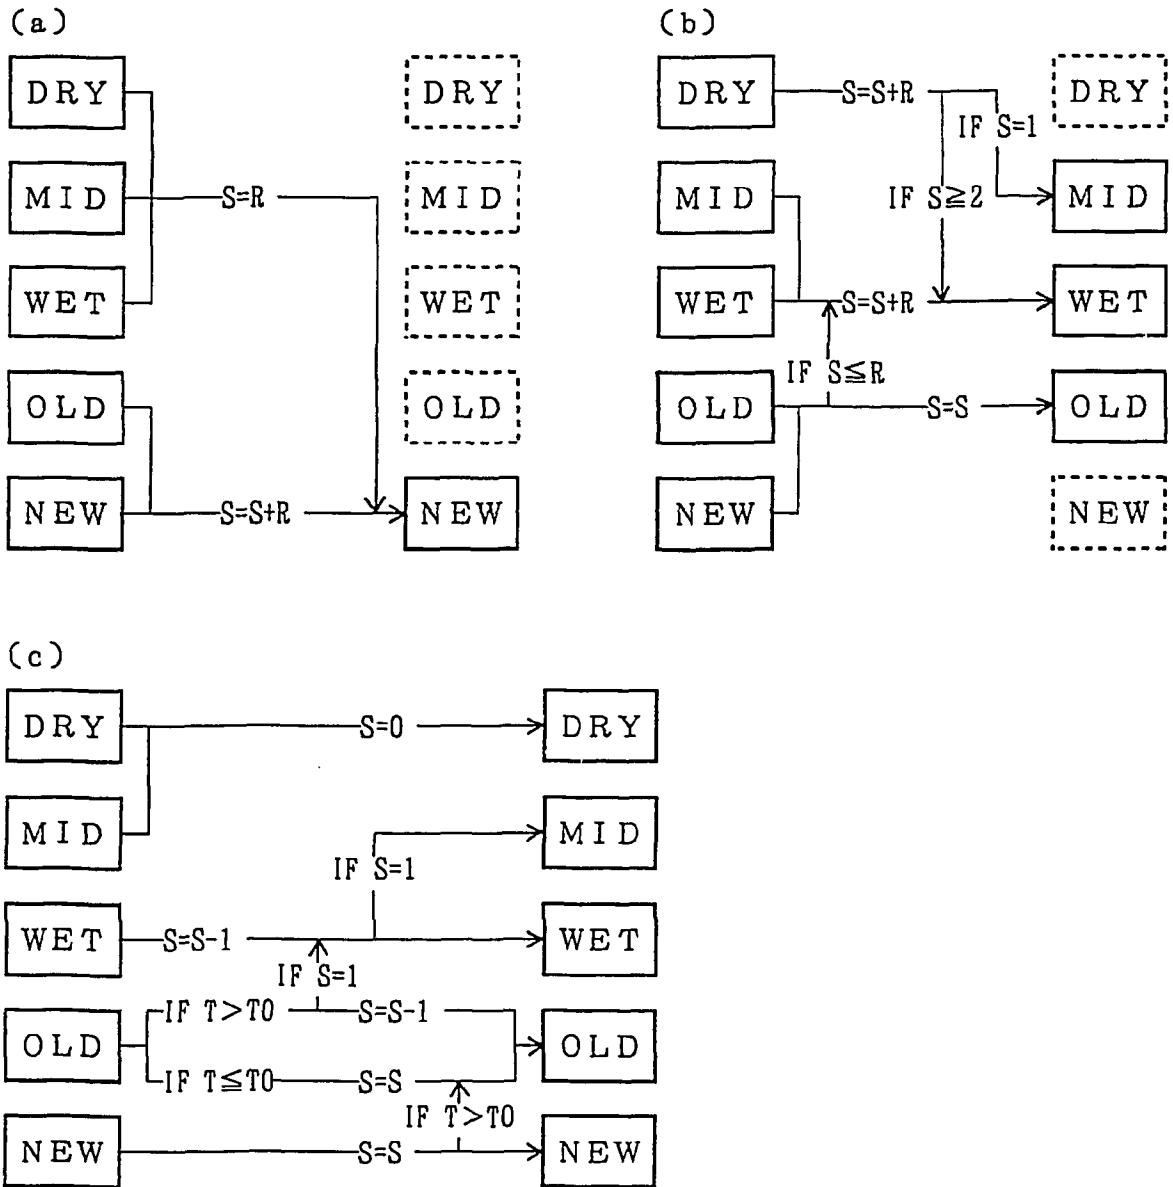 (a)
DRY
MID
WET
OLD
NEW
S=R
S=S+R
DRY
MID
WET
OLD
NEW
(b)
DRY
MID
WET
OLD
NEW
S=S+R
IF S=1
IF S≧2
S=S+R
IF S≦R
S=S
DRY
MID
WET
OLD
NEW
(c)
DRY
MID
WET
OLD
NEW
S=0
IF S=1
S=S-1
IF S=1
IF T>T0
S=S-1
IF T≦T0
S=S
IF T>T0
S=S
DRY
MID
WET
OLD
NEW